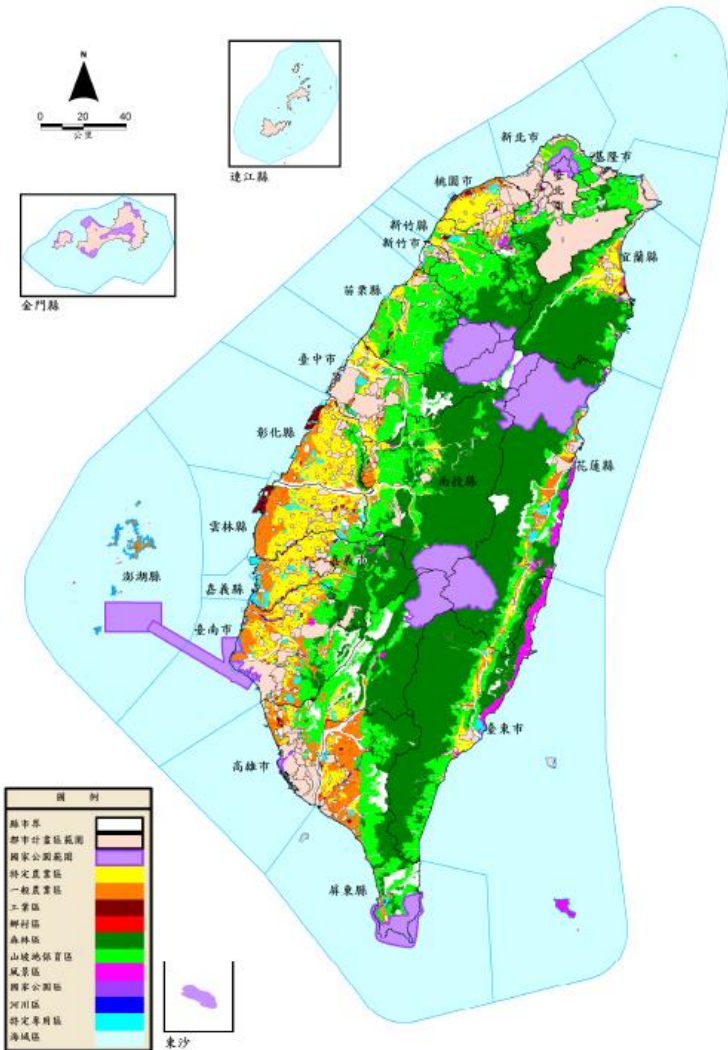 N
0 20 40
公里
連江縣
金門縣
新北市
基隆市
臺北市
桃園市
新竹縣
新竹市
宜蘭縣
苗栗縣
臺中市
彰化縣
花蓮縣
南投縣
雲林縣
澎湖縣
嘉義市
嘉義縣
臺南市
臺東市
高雄市
屏東縣
圖 例
縣市界
都市計畫區範圍
國家公園範圍
特定農業區
一般農業區
工業區
鄉村區
森林區
山坡地保育區
風景區
國家公園區
河川區
特定專用區
海域區
東沙